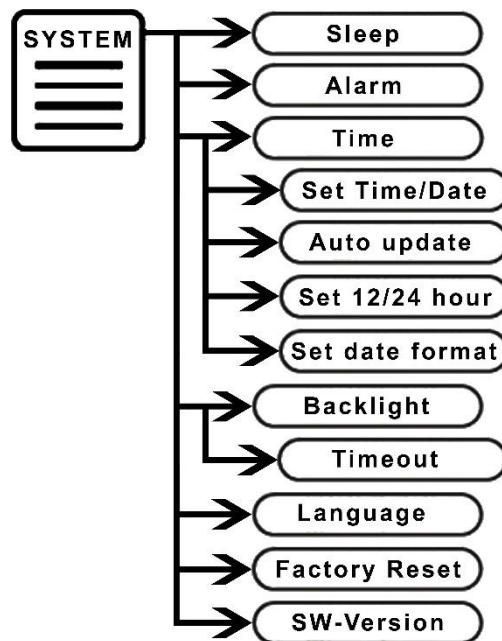 SYSTEM
Sleep
Alarm
Time
Set Time/Date
Auto update
Set 12/24 hour
Set date format
Backlight
Timeout
Language
Factory Reset
SW-Version